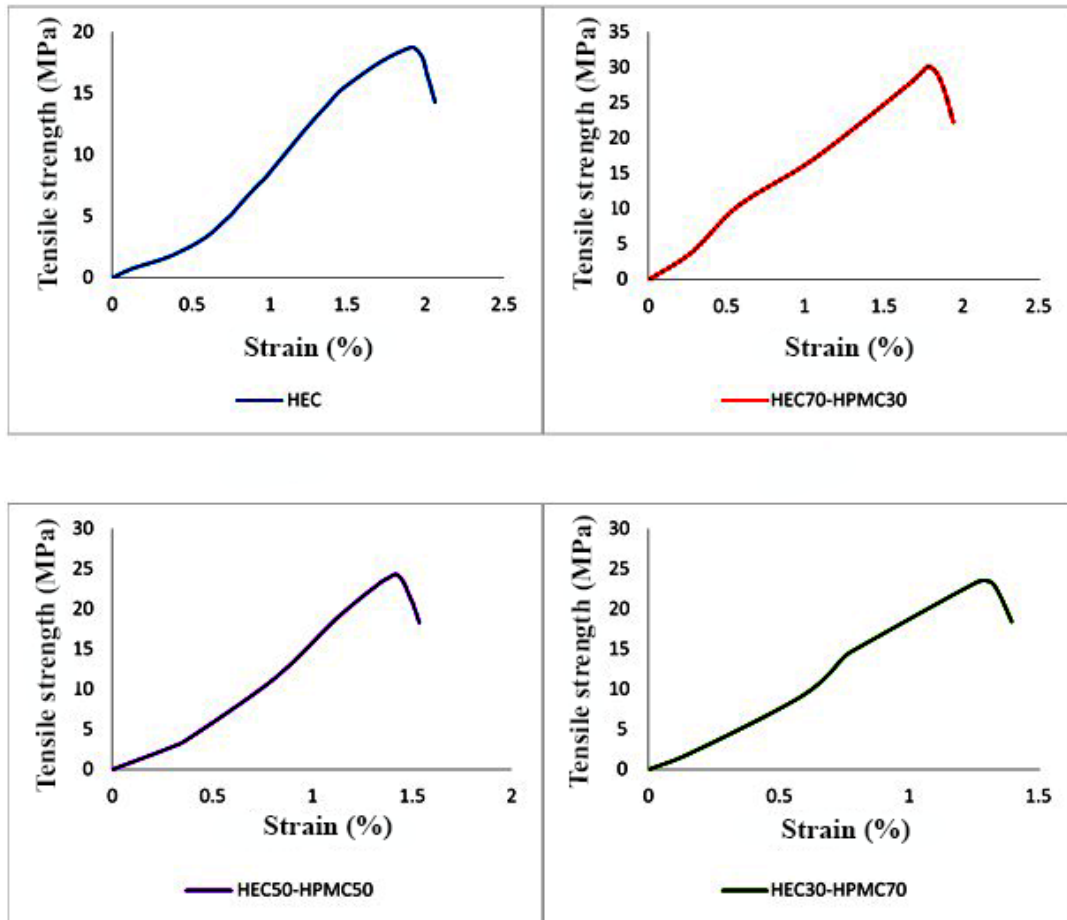 Tensile strength (MPa)
20
15
10
5
0
0 0.5 1 1.5 2 2.5
Strain (%)
HEC
Tensile strength (MPa)
35
30
25
20
15
10
5
0
0 0.5 1 1.5 2 2.5
Strain (%)
HEC70-HPMC30
Tensile strength (MPa)
30
25
20
15
10
5
0
0 0.5 1 1.5 2
Strain (%)
HEC50-HPMC50
Tensile strength (MPa)
30
25
20
15
10
5
0
0 0.5 1 1.5
Strain (%)
HEC30-HPMC70